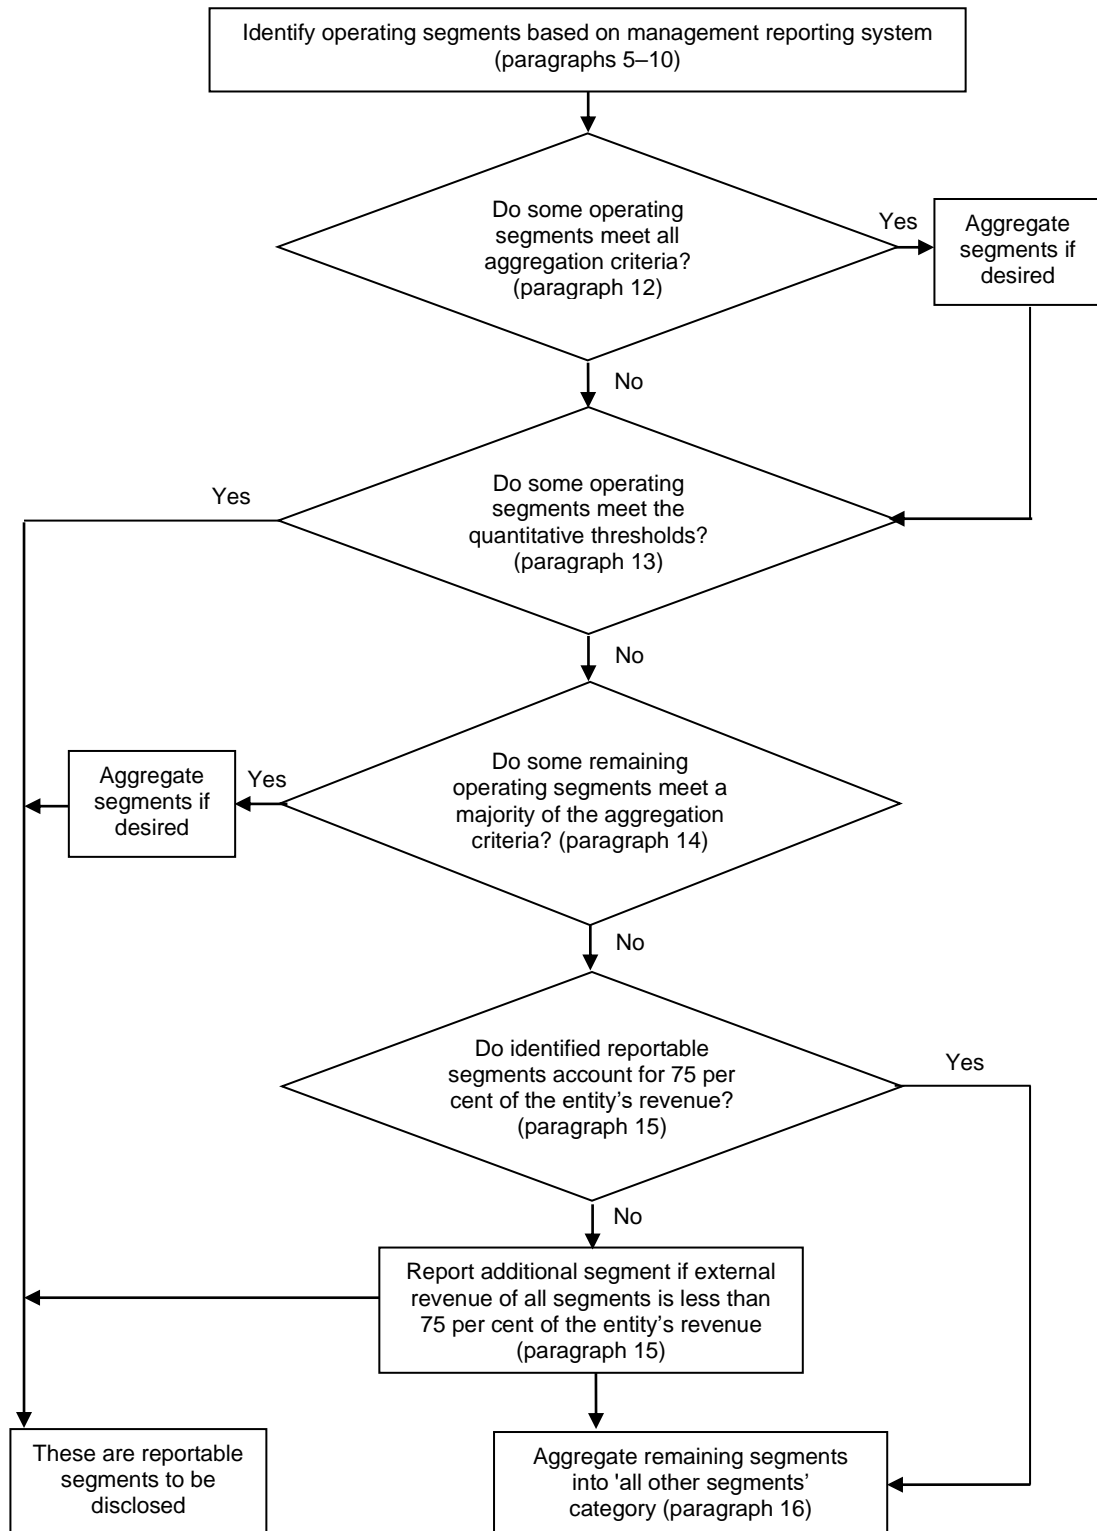 Identify operating segments based on management reporting system
(paragraphs 5–10)
Do some operating
segments meet all
aggregation criteria?
(paragraph 12)
Yes
Aggregate
segments if
desired
No
Do some operating
segments meet the
quantitative thresholds?
(paragraph 13)
Yes
No
Do some remaining
operating segments meet a
majority of the aggregation
criteria? (paragraph 14)
Yes
Aggregate
segments if
desired
No
Do identified reportable
segments account for 75 per
cent of the entity’s revenue?
(paragraph 15)
Yes
No
Report additional segment if external
revenue of all segments is less than
75 per cent of the entity’s revenue
(paragraph 15)
These are reportable
segments to be
disclosed
Aggregate remaining segments
into 'all other segments’
category (paragraph 16)